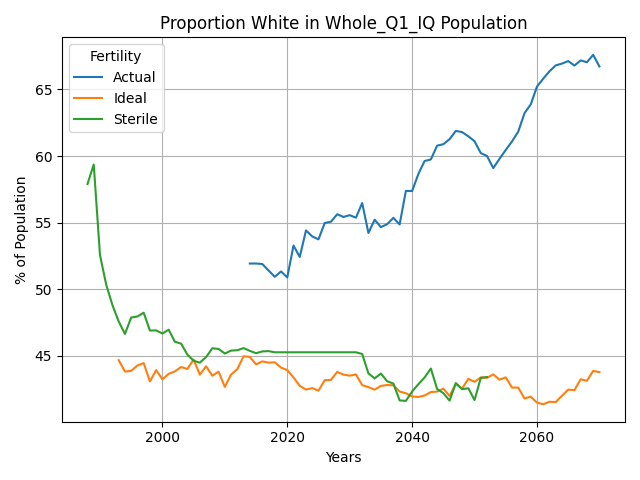 Proportion White in Whole_Q1_IQ Population
Fertility
Actual
Ideal
Sterile
% of Population
65
60
55
50
45
2000
2020
2040
2060
Years